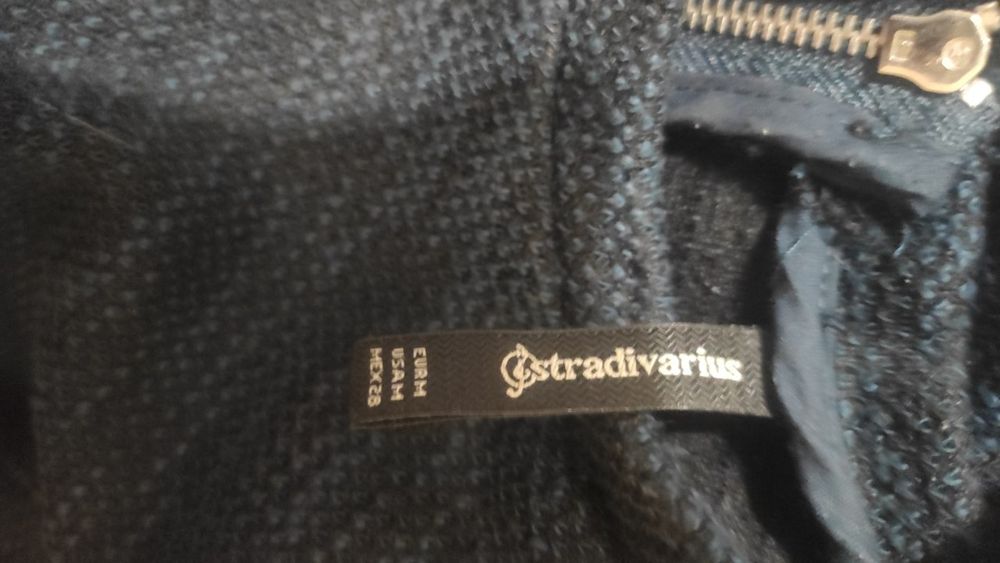 stradivarius
EUR M
USA M
MEX 28